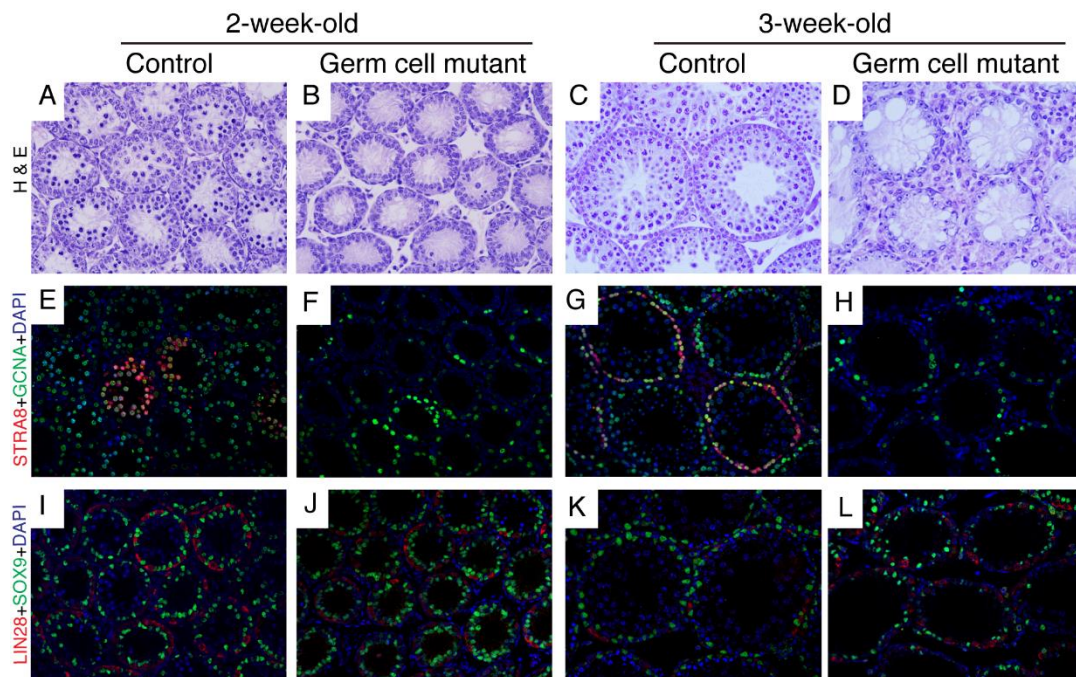 2-week-old 3-week-old
Control Germ cell mutant Control Germ cell mutant
A B C D
H & E
E F G H
STRA8+GCNA+DAPI
I J K L
LIN28+SOX9+DAPI